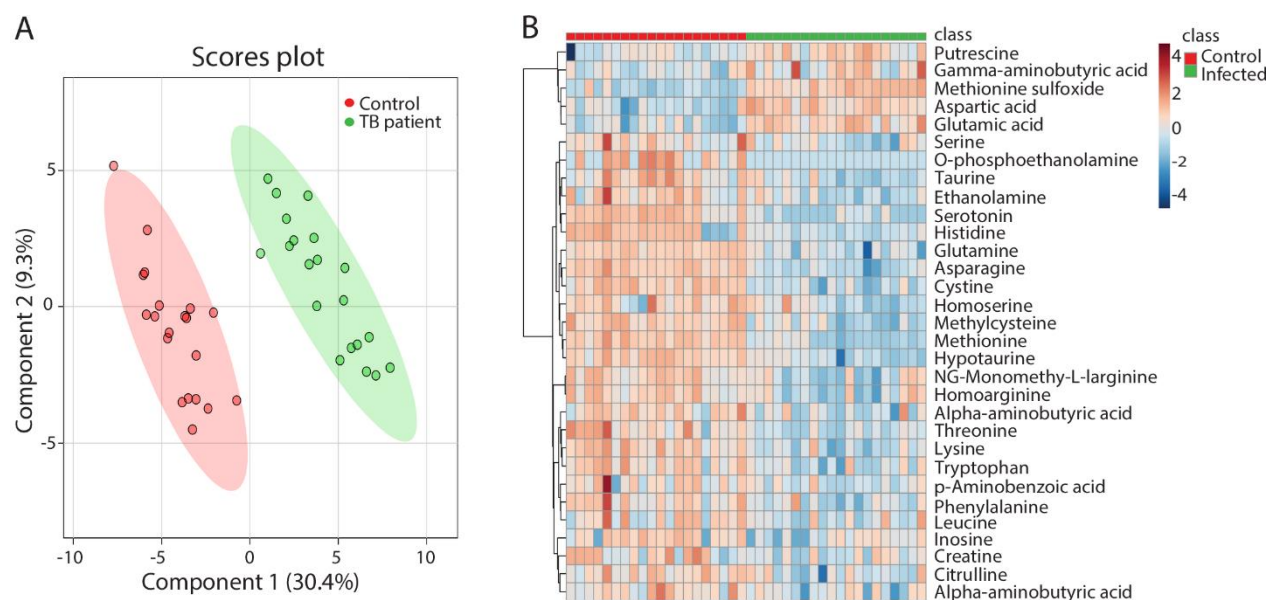 A
Scores plot
Control
TB patient
5
0
-5
Component 2 (9.3%)
-10
-5
0
5
10
Component 1 (30.4%)
B
class
Putrescine
Gamma-aminobutyric acid
Methionine sulfoxide
Aspartic acid
Glutamic acid
Serine
O-phosphoethanolamine
Taurine
Ethanolamine
Serotonin
Histidine
Glutamine
Asparagine
Cystine
Homoserine
Methylcysteine
Methionine
Hypotaurine
NG-Monomethy-L-larginine
Homoarginine
Alpha-aminobutyric acid
Threonine
Lysine
Tryptophan
p-Aminobenzoic acid
Phenylalanine
Leucine
Inosine
Creatine
Citrulline
Alpha-aminobutyric acid
4
2
0
-2
-4
class
Control
Infected